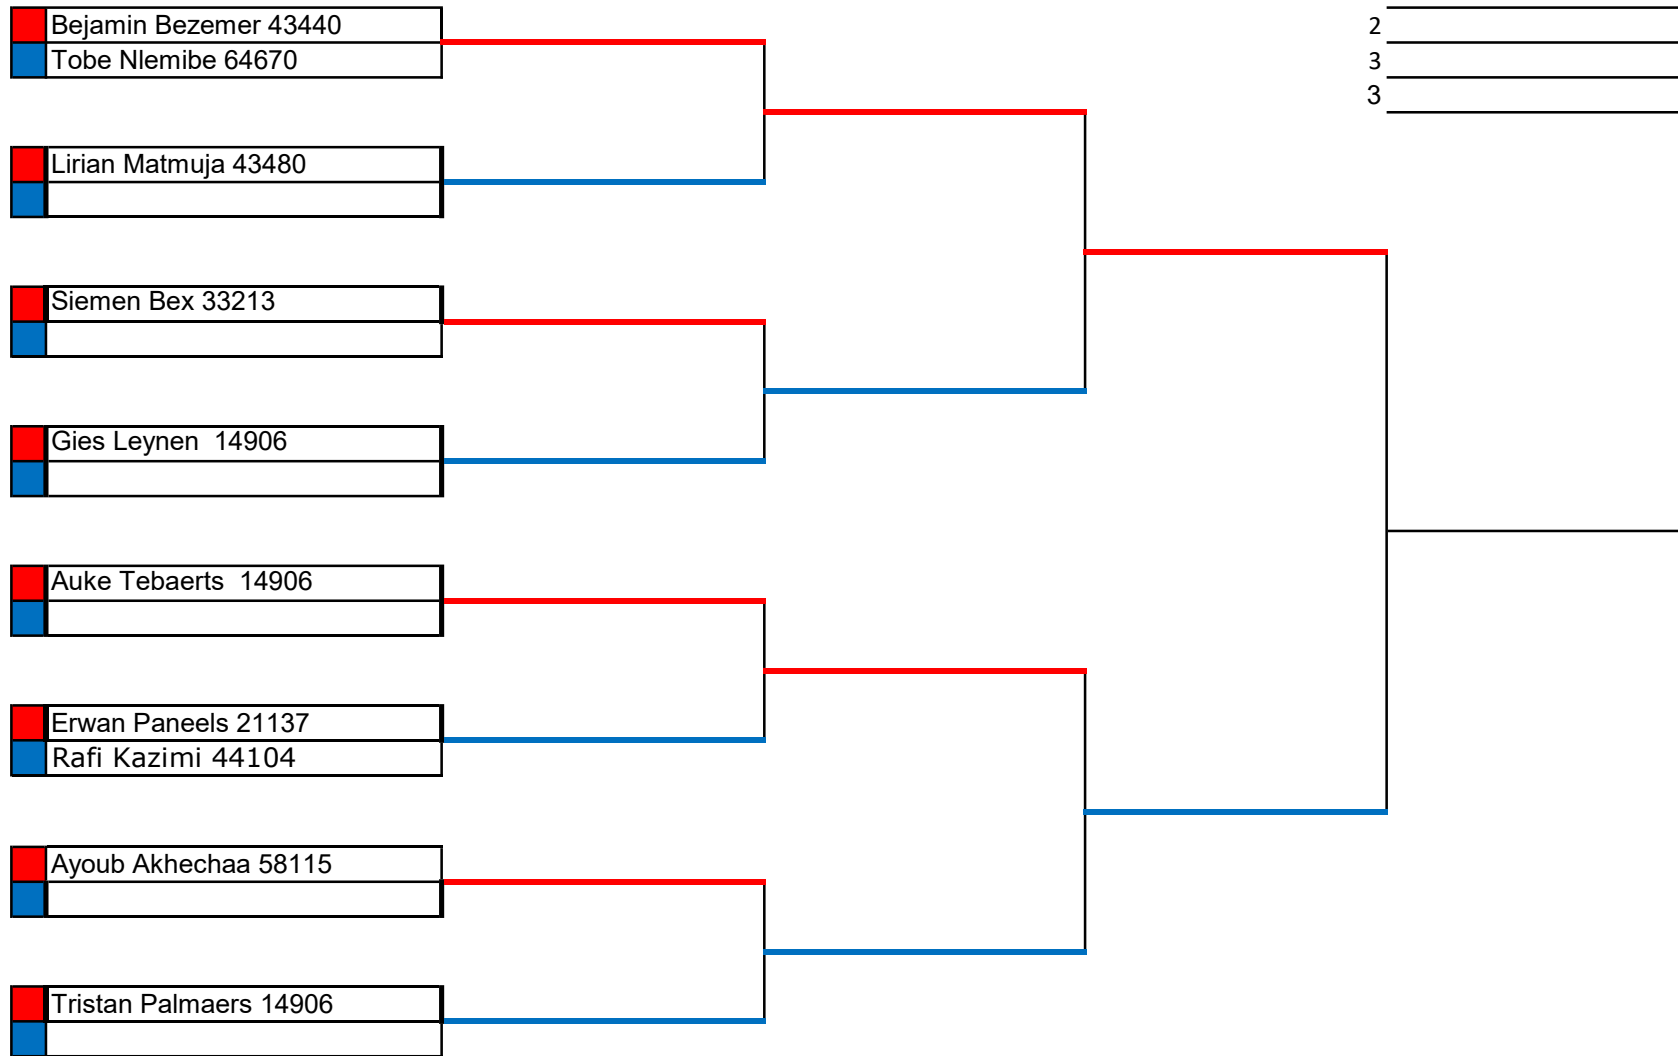 Bejamin Bezemer 43440
2
Tobe Nlemibe 64670
3
3
Lirian Matmuja 43480
Siemen Bex 33213
Gies Leynen  14906
Auke Tebaerts  14906
Erwan Paneels 21137
Rafi Kazimi 44104
Ayoub Akhechaa 58115
Tristan Palmaers 14906